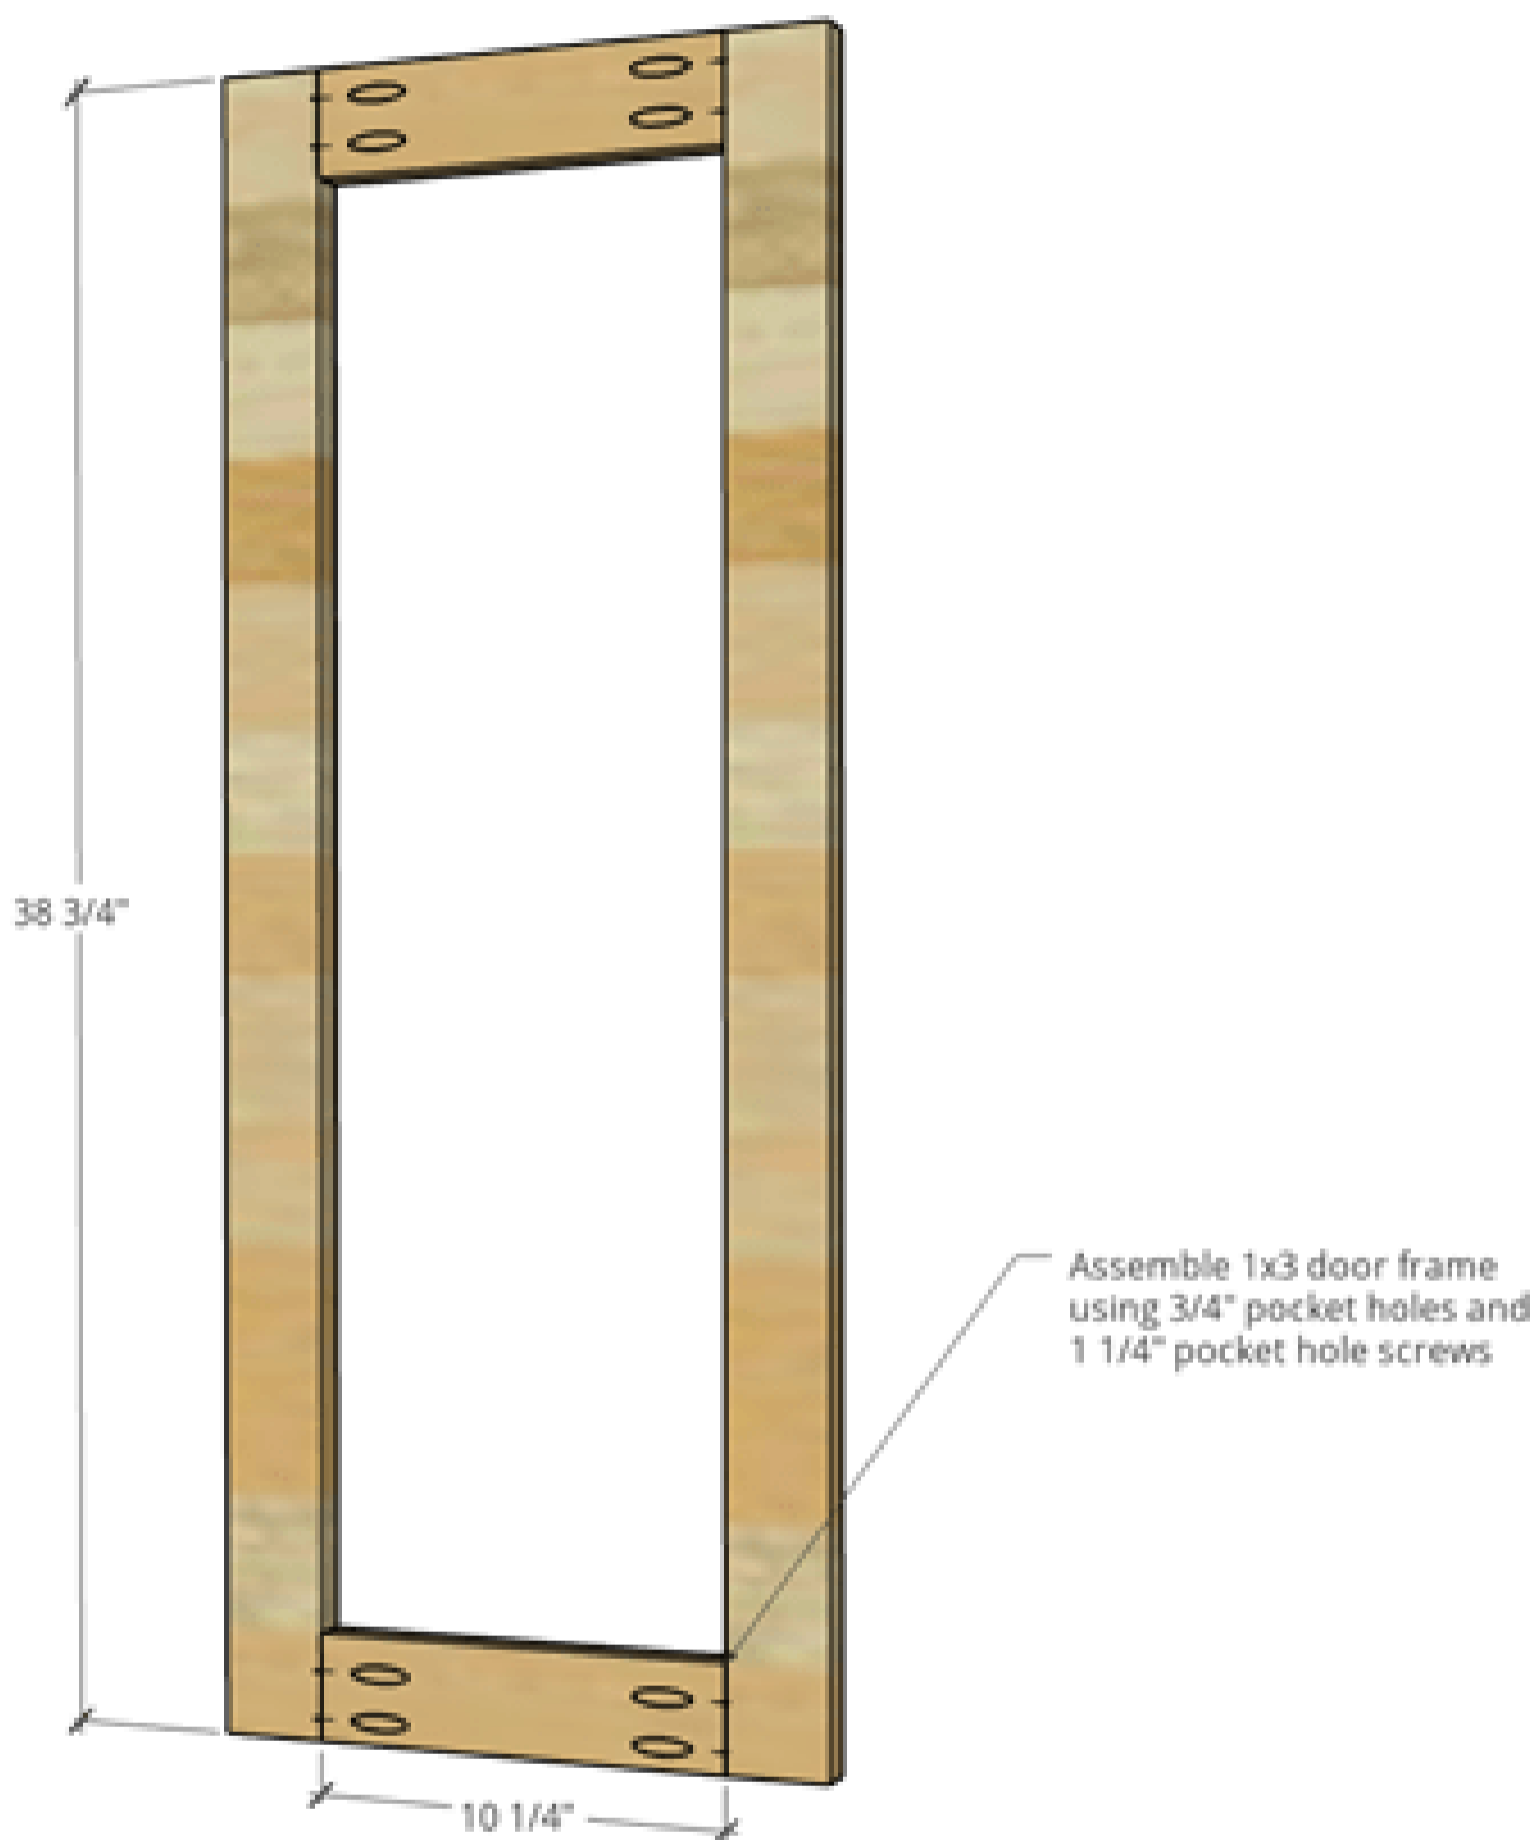 38 3/4"
Assemble 1x3 door frame
using 3/4" pocket holes and
1 1/4" pocket hole screws
10 1/4"